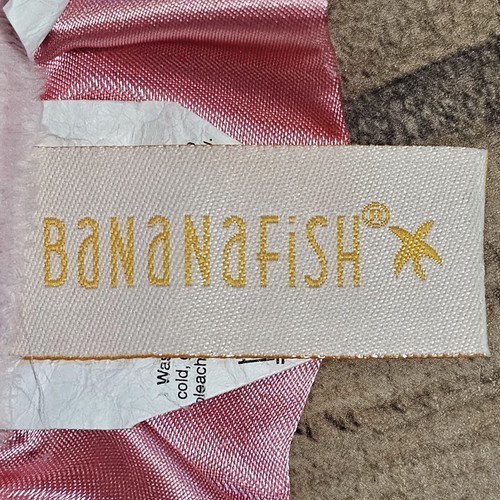 BANANAFISH®
Was
cold,
bleach